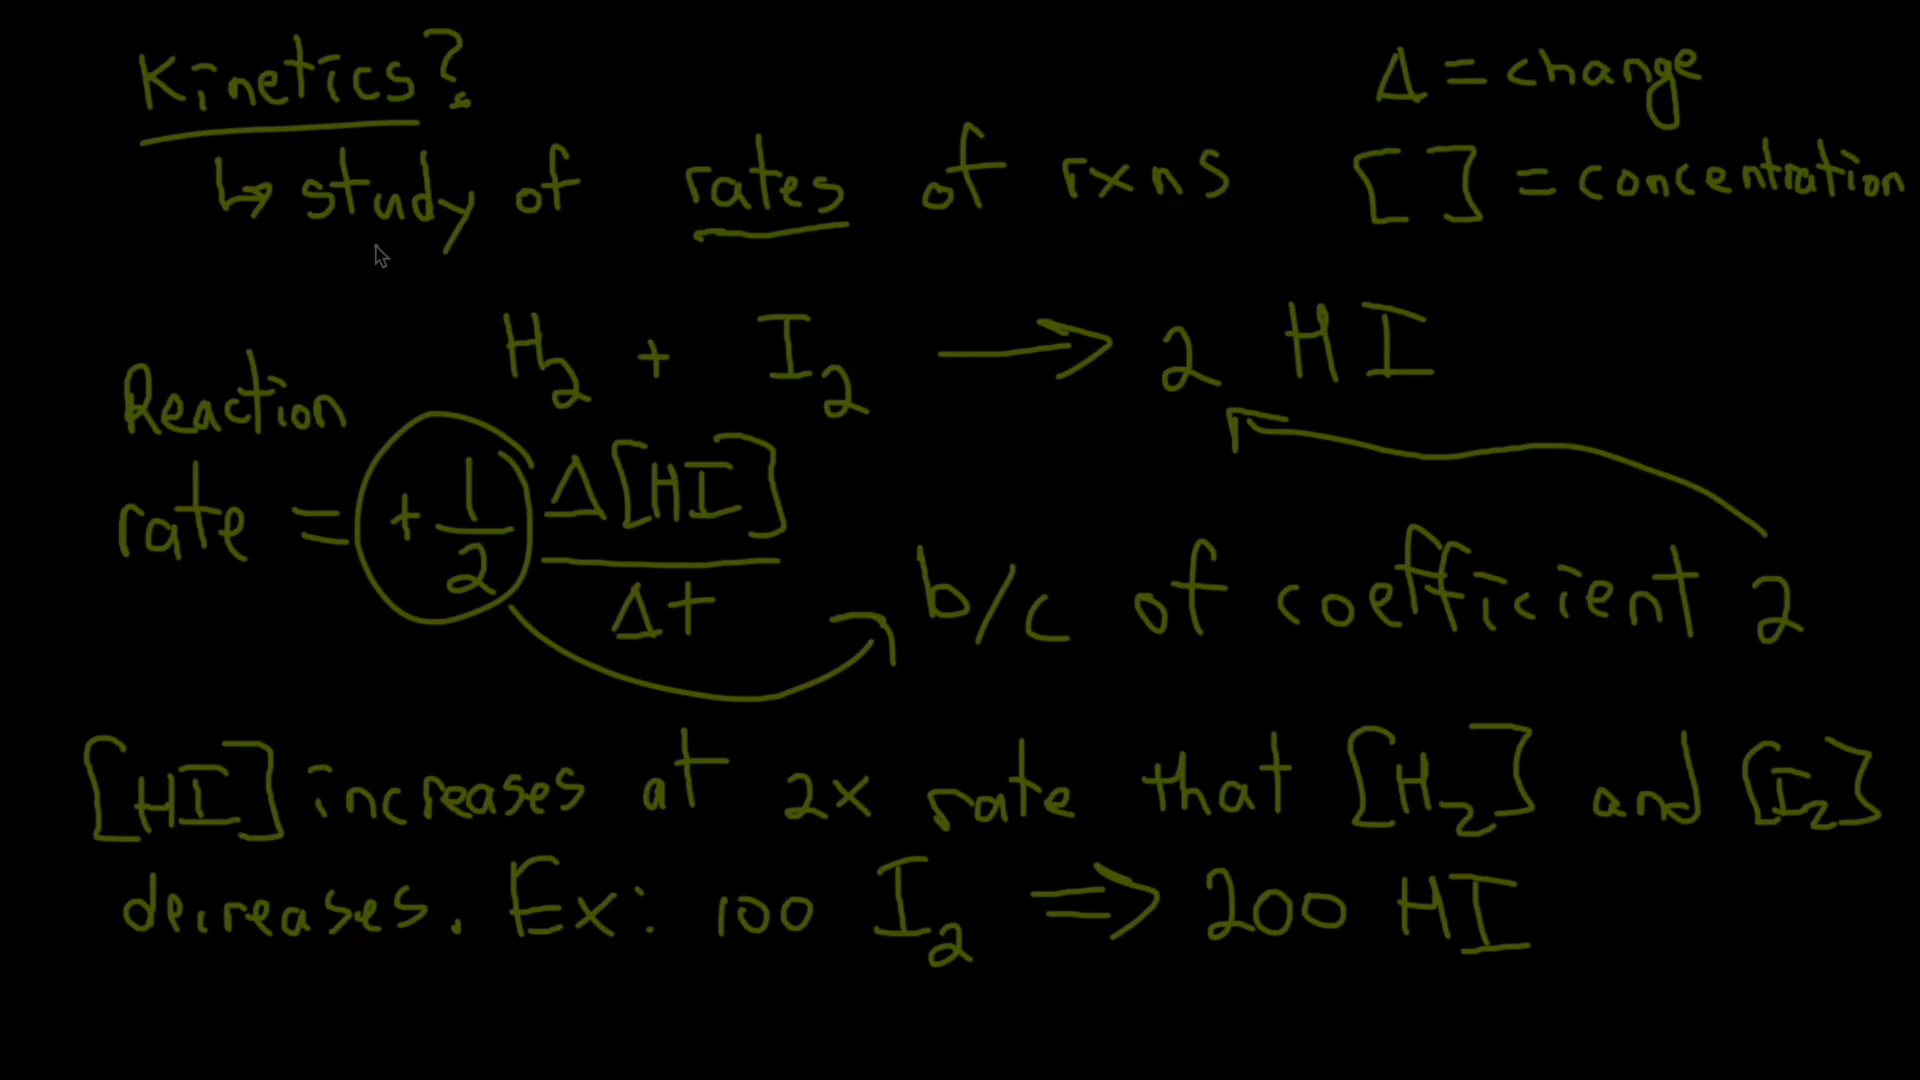 Kinetics?
Δ = change
↳ study of rates of rxns
[ ] = concentration
H₂ + I₂ → 2 HI
Reaction
rate = + 1/2 Δ[HI]/Δt
b/c of coefficient 2
[HI] increases at 2x rate that [H₂] and [I₂]
decreases. Ex: 100 I₂ ⇒ 200 HI